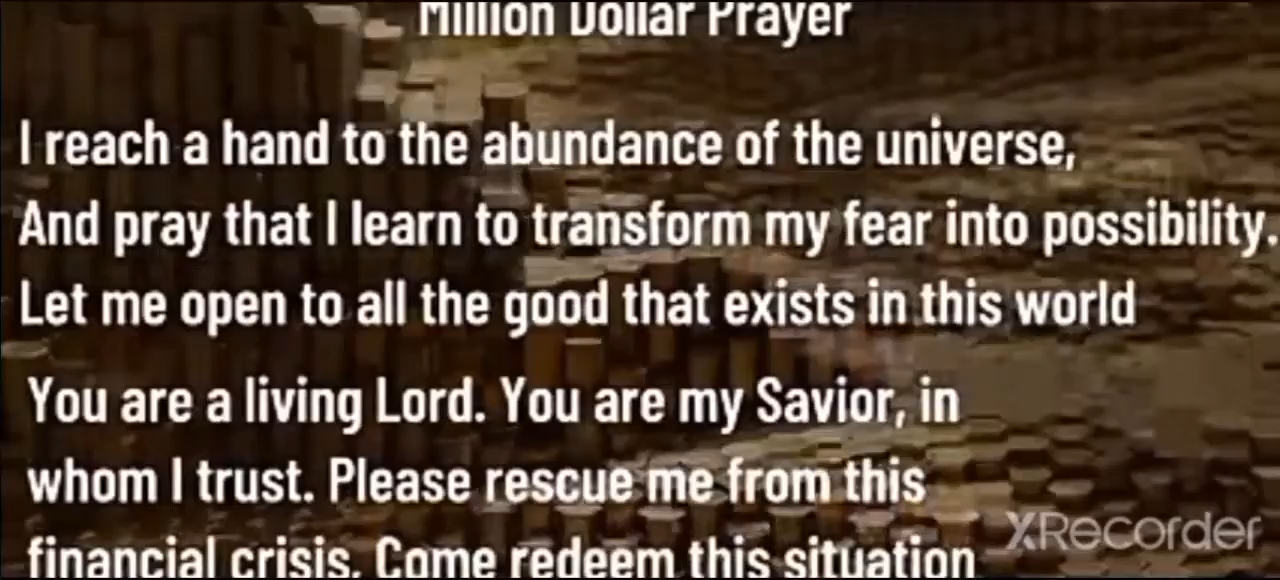 Million Dollar Prayer
I reach a hand to the abundance of the universe,
And pray that I learn to transform my fear into possibility.
Let me open to all the good that exists in this world
You are a living Lord. You are my Savior, in
whom I trust. Please rescue me from this
financial crisis. Come redeem this situation
XRecorder